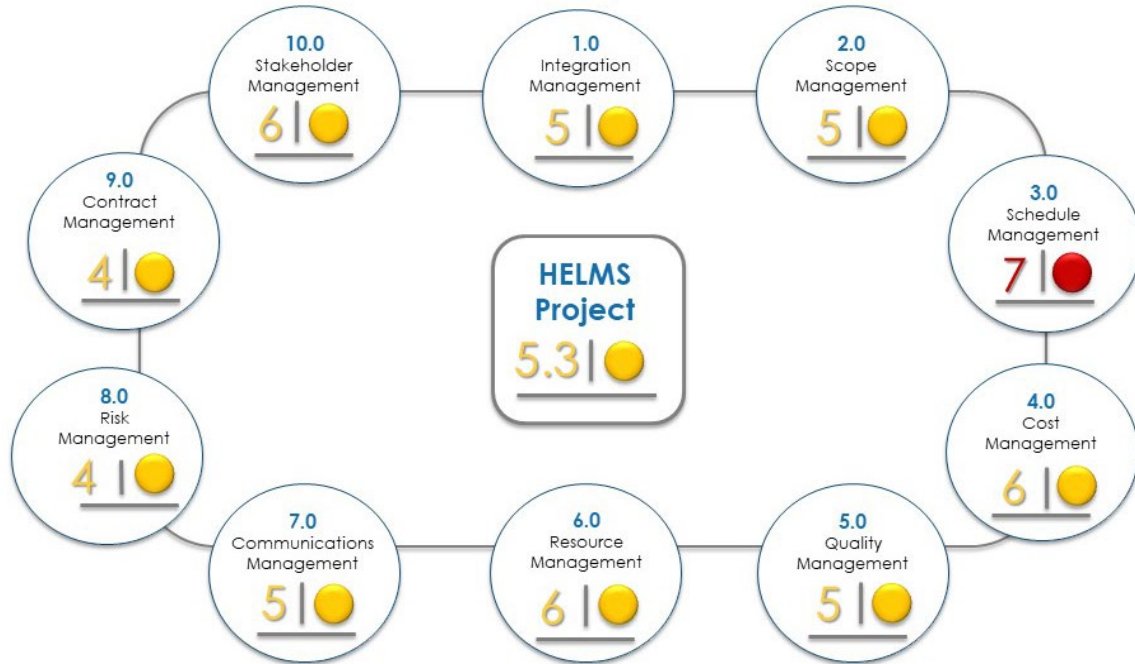 10.0
Stakeholder
Management
6
1.0
Integration
Management
5
2.0
Scope
Management
5
9.0
Contract
Management
4
HELMS
Project
5.3
3.0
Schedule
Management
7
8.0
Risk
Management
4
4.0
Cost
Management
6
7.0
Communications
Management
5
6.0
Resource
Management
6
5.0
Quality
Management
5